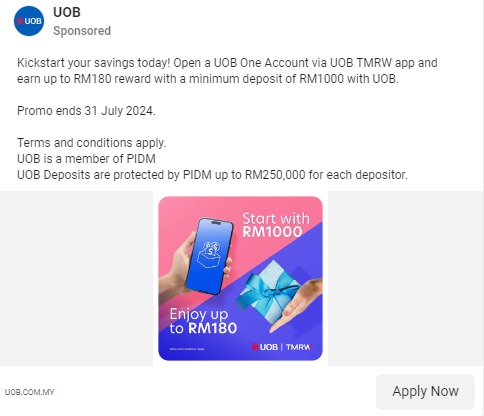 UOB
UOB
Sponsored
Kickstart your savings today! Open a UOB One Account via UOB TMRW app and
earn up to RM180 reward with a minimum deposit of RM1000 with UOB.
Promo ends 31 July 2024.
Terms and conditions apply.
UOB is a member of PIDM
UOB Deposits are protected by PIDM up to RM250,000 for each depositor.
Start with
RM1000
Enjoy up
to RM180
UOB | TMRW
UOB.COM.MY
Apply Now